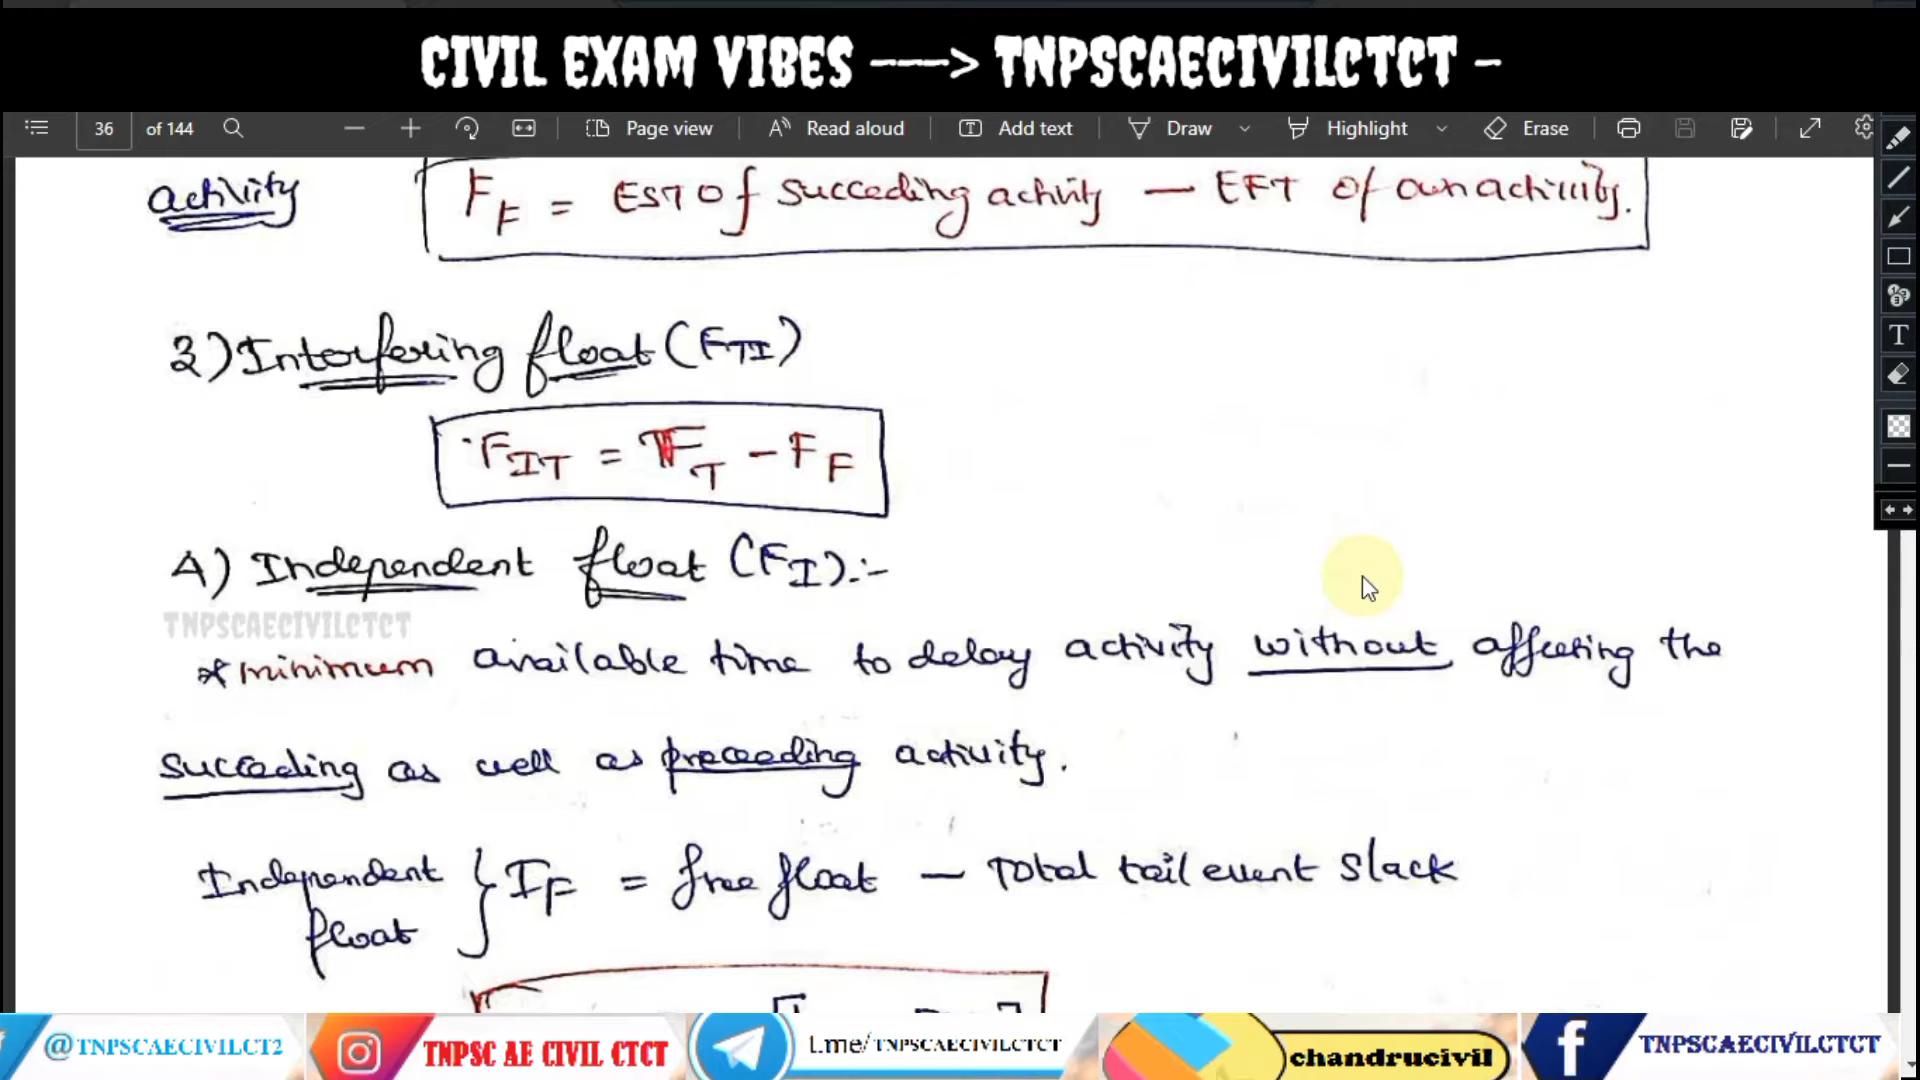 CIVIL EXAM VIBES ---> TNPSCAECIVILCTCT -
36 of 144 Page view Read aloud Add text Draw Highlight Erase
activity FF = EST of succeding activity - EFT of own activity.
3) Interfering float (FTI)
FIT = FT - FF
4) Independent float (FI):-
TNPSCAECIVILCTCT
* minimum available time to delay activity without affecting the
succeding as well as preceeding activity.
Independent float } IF = free float - Total tail event slack
@TNPSCAECIVILCT2 TNPSC AE CIVIL CTCT t.me/TNPSCAECIVILCTCT chandrucivil TNPSCAECIVILCTCT